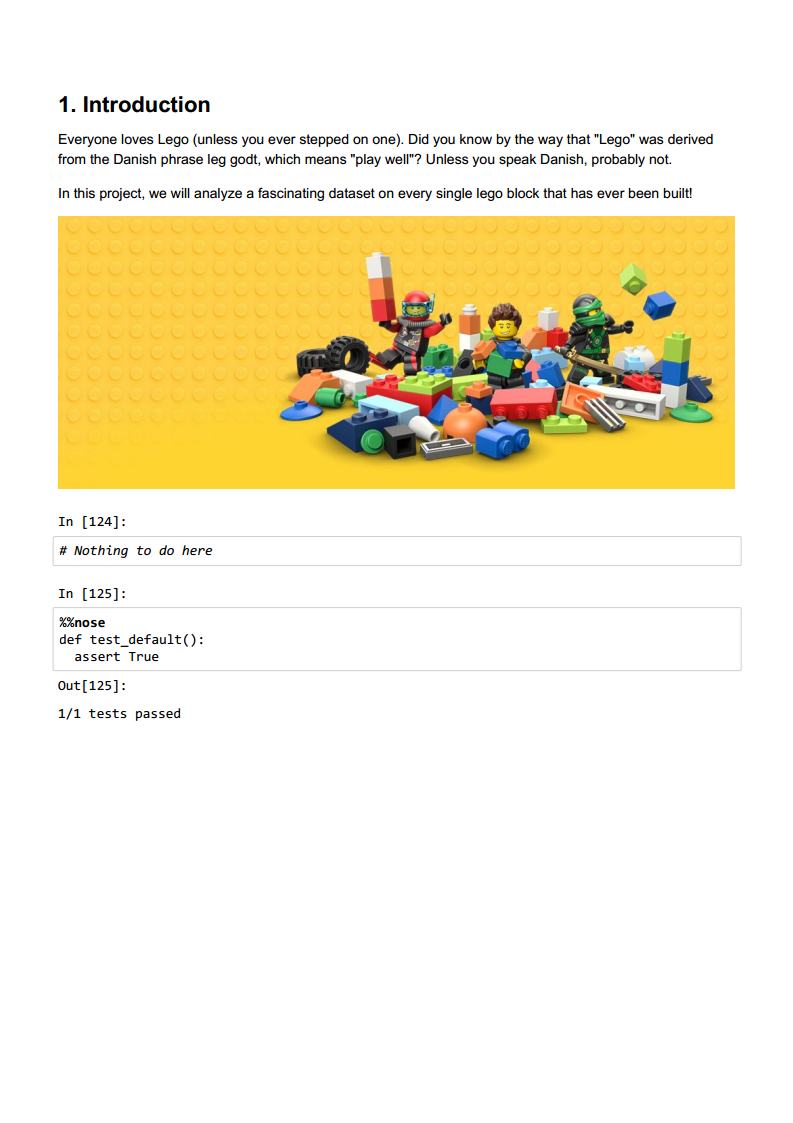 1. Introduction
Everyone loves Lego (unless you ever stepped on one). Did you know by the way that "Lego" was derived
from the Danish phrase leg godt, which means "play well"? Unless you speak Danish, probably not.
In this project, we will analyze a fascinating dataset on every single lego block that has ever been built!
In [124]:
# Nothing to do here
In [125]:
%%nose
def test_default():
  assert True
Out[125]:
1/1 tests passed